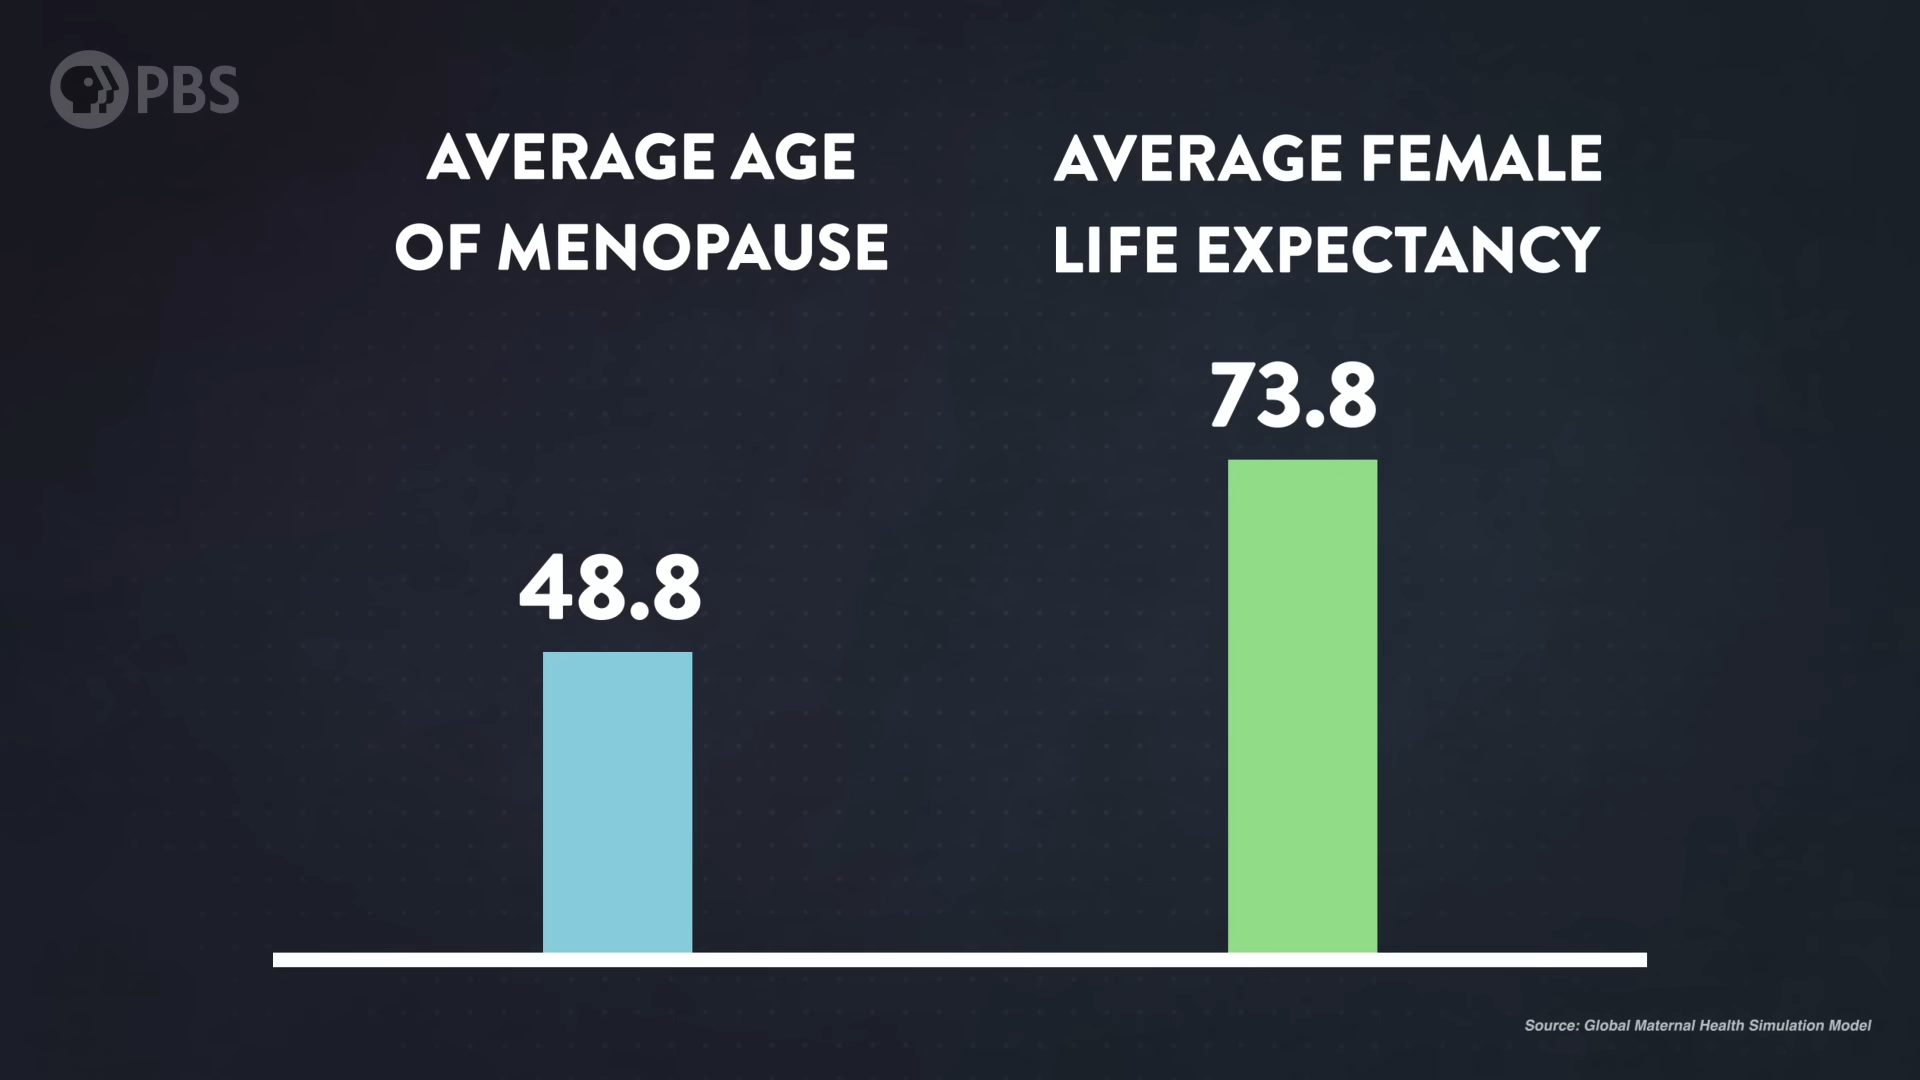 PBS
AVERAGE AGE
OF MENOPAUSE
AVERAGE FEMALE
LIFE EXPECTANCY
73.8
48.8
Source: Global Maternal Health Simulation Model